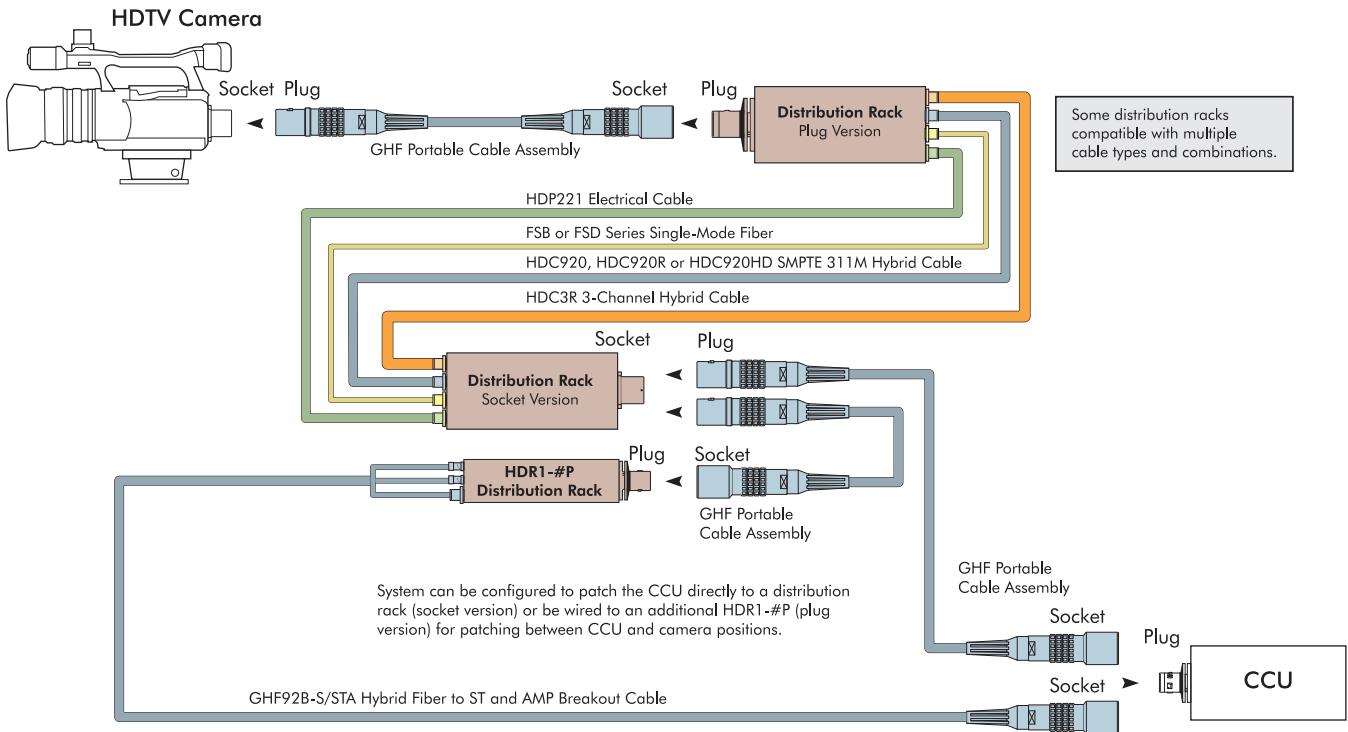 HDTV Camera
Socket Plug
Socket
Plug
GHF Portable Cable Assembly
Distribution Rack
Plug Version
Some distribution racks
compatible with multiple
cable types and combinations.
HDP221 Electrical Cable
FSB or FSD Series Single-Mode Fiber
HDC920, HDC920R or HDC920HD SMPTE 311M Hybrid Cable
HDC3R 3-Channel Hybrid Cable
Socket
Plug
Distribution Rack
Socket Version
Plug
Socket
HDR1-#P
Distribution Rack
GHF Portable
Cable Assembly
System can be configured to patch the CCU directly to a distribution
rack (socket version) or be wired to an additional HDR1-#P (plug
version) for patching between CCU and camera positions.
GHF Portable
Cable Assembly
Socket
Plug
CCU
GHF92B-S/STA Hybrid Fiber to ST and AMP Breakout Cable
Socket